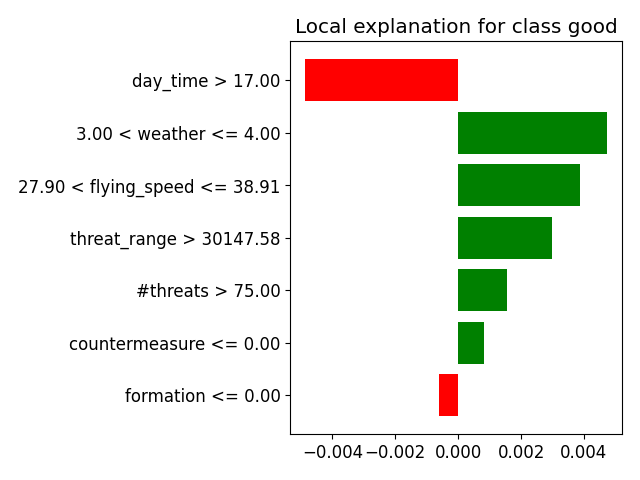 Local explanation for class good
day_time > 17.00
3.00 < weather <= 4.00
27.90 < flying_speed <= 38.91
threat_range > 30147.58
#threats > 75.00
countermeasure <= 0.00
formation <= 0.00
−0.004 −0.002 0.000 0.002 0.004